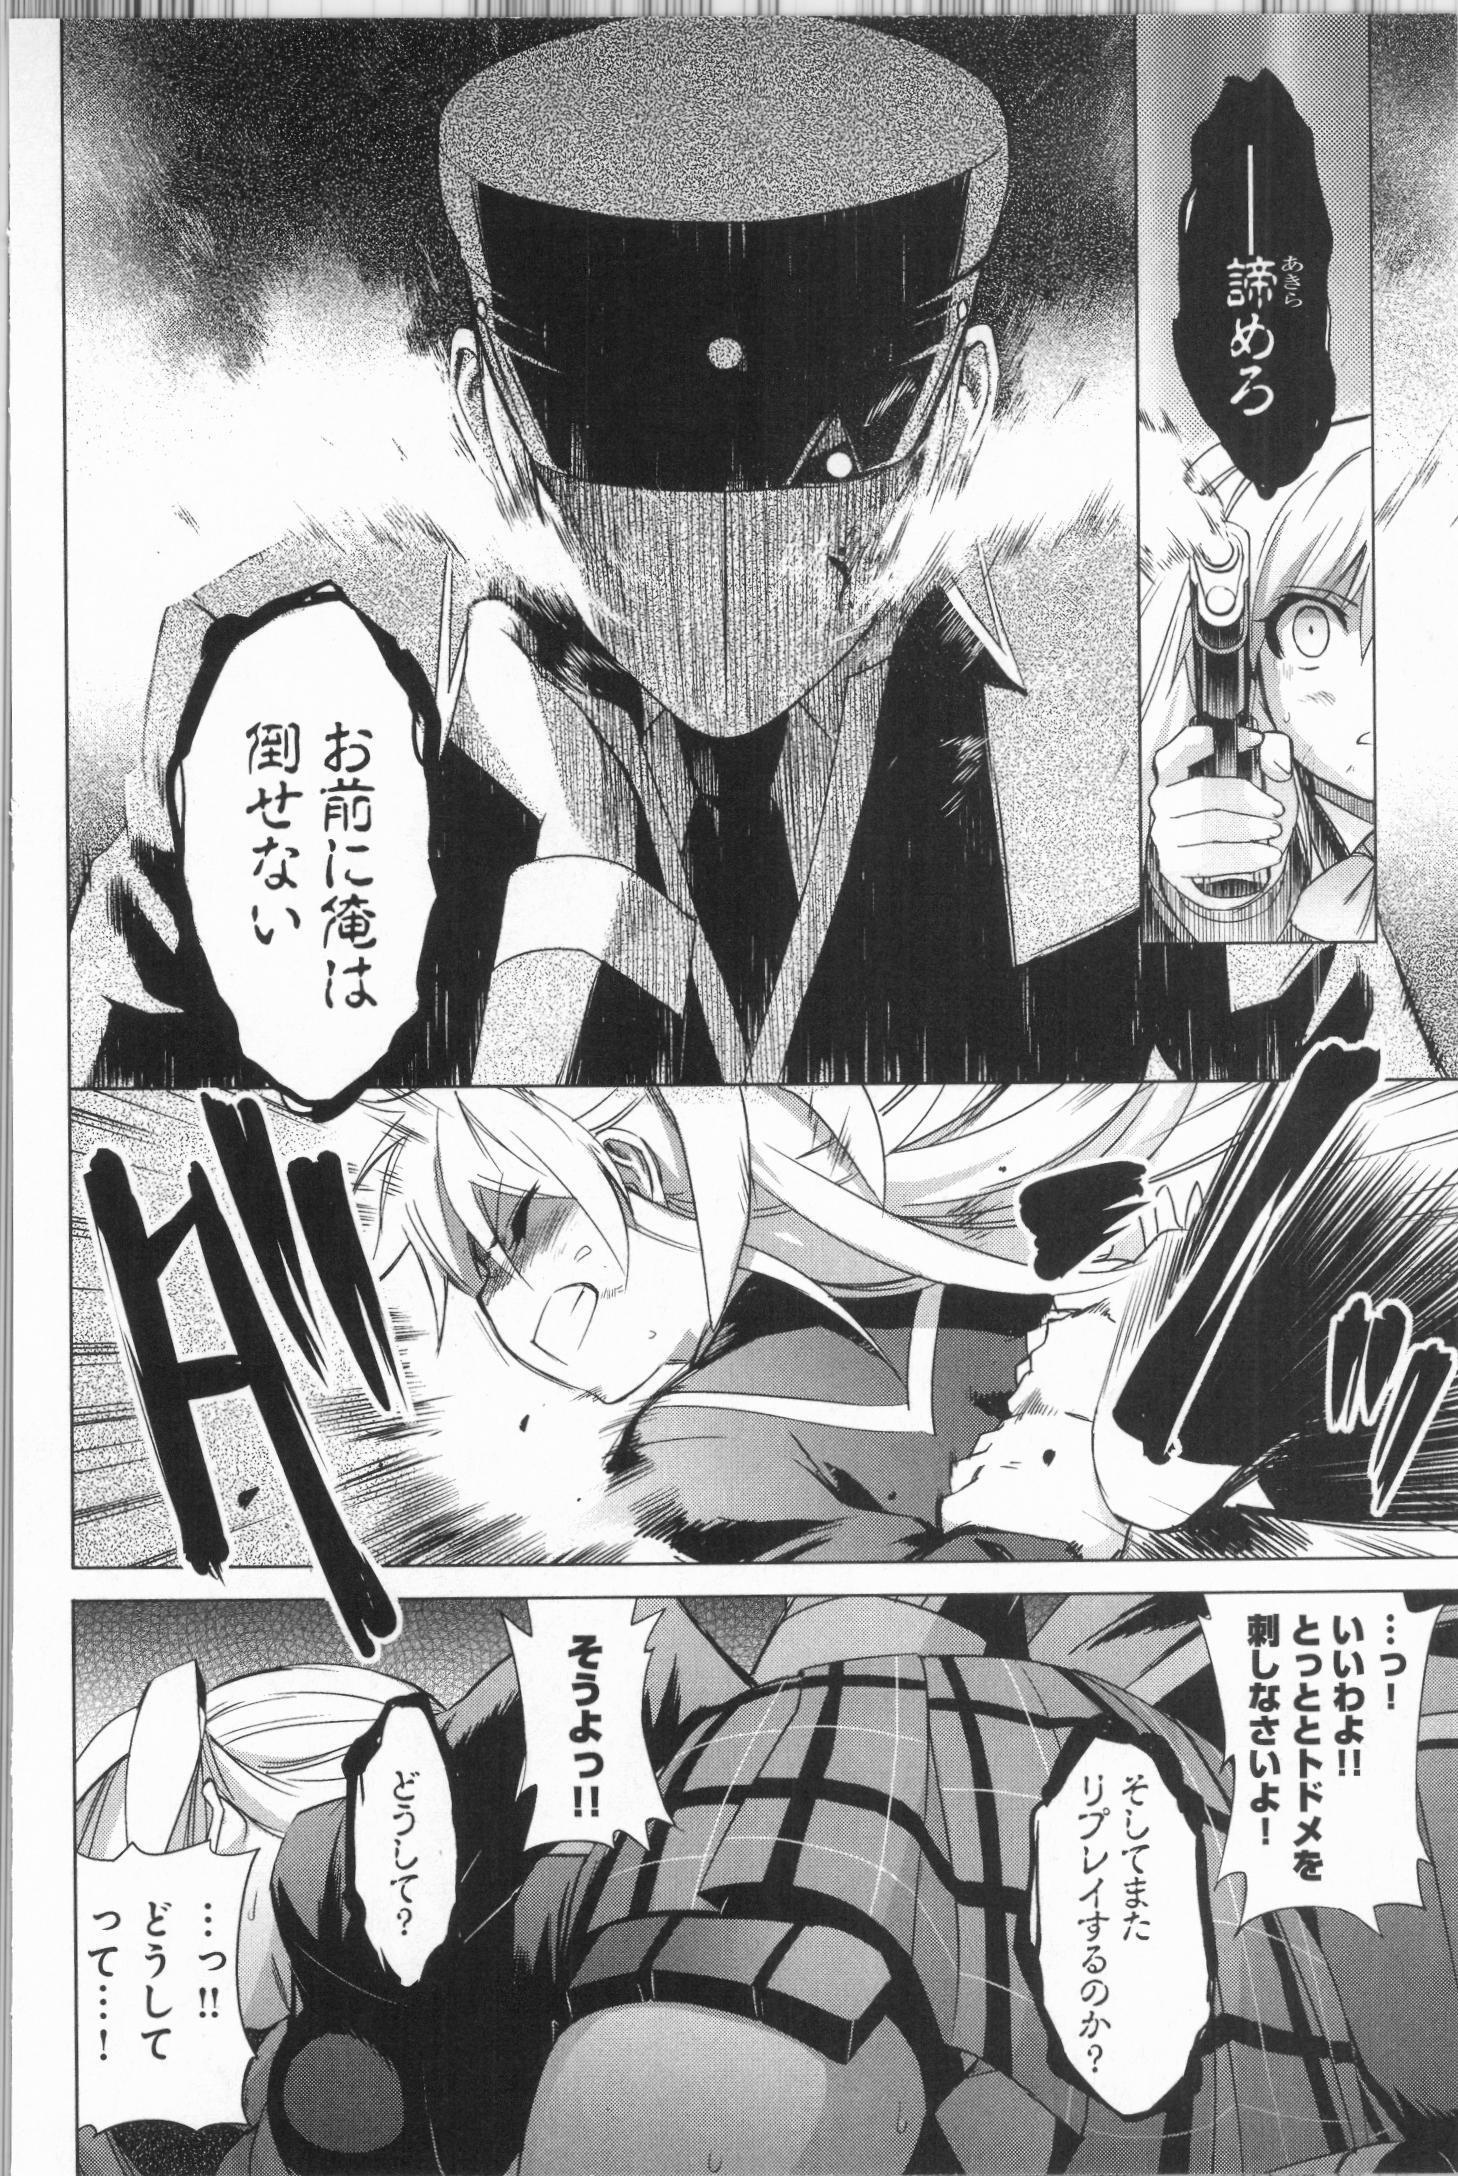 ――諦めろ
あきら
お前に俺は
倒せない
ザッ
…っ！
いいわよ!!
とっととトドメを
刺しなさいよ！
そしてまた
リプレイするのか？
そうよっ!!
どうして？
…っ!!
どうして
って…！